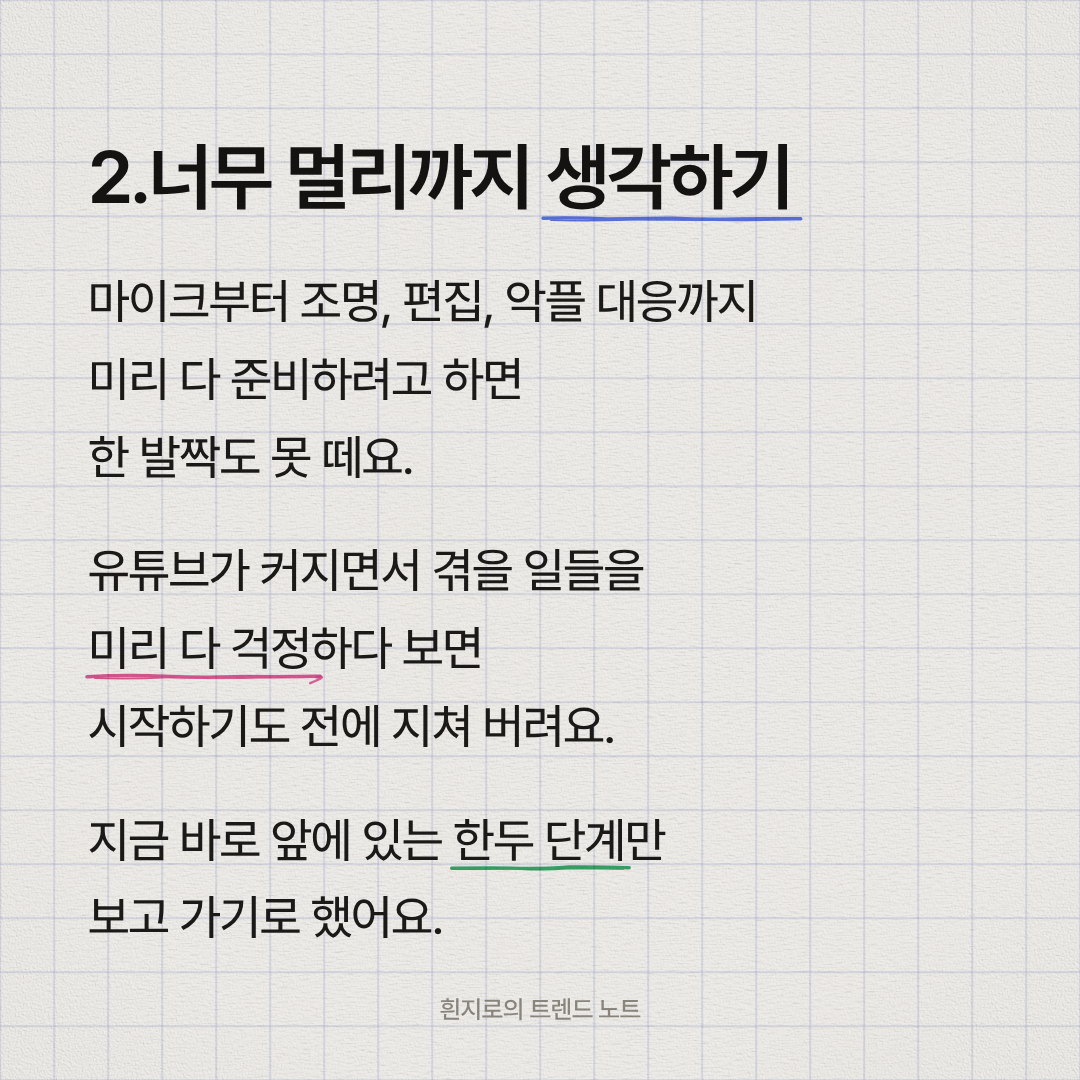 2.너무 멀리까지 생각하기
마이크부터 조명, 편집, 악플 대응까지
미리 다 준비하려고 하면
한 발짝도 못 떼요.
유튜브가 커지면서 겪을 일들을
미리 다 걱정하다 보면
시작하기도 전에 지쳐 버려요.
지금 바로 앞에 있는 한두 단계만
보고 가기로 했어요.
흰지로의 트렌드 노트